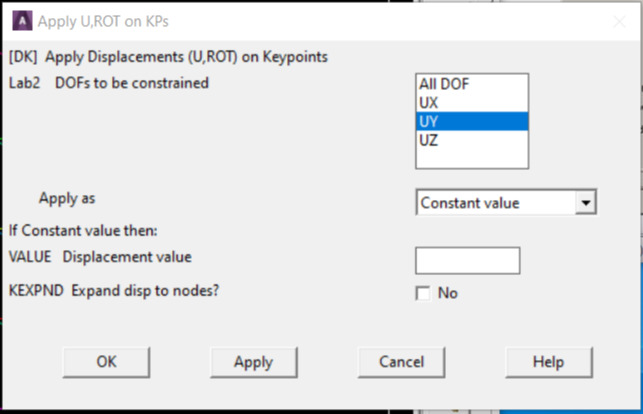 A Apply U,ROT on KPs
[DK] Apply Displacements (U,ROT) on Keypoints
Lab2 DOFs to be constrained
All DOF
UX
UY
UZ
Apply as
Constant value
If Constant value then:
VALUE Displacement value
KEXPND Expand disp to nodes?
No
OK Apply Cancel Help